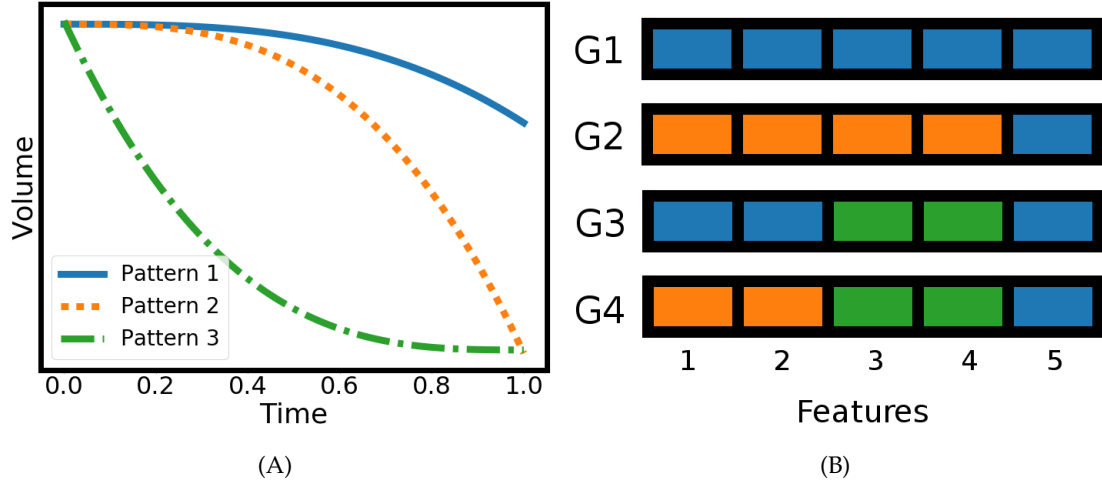 Volume
Pattern 1
Pattern 2
Pattern 3
0.0 0.2 0.4 0.6 0.8 1.0
Time
(A)
G1
G2
G3
G4
1 2 3 4 5
Features
(B)